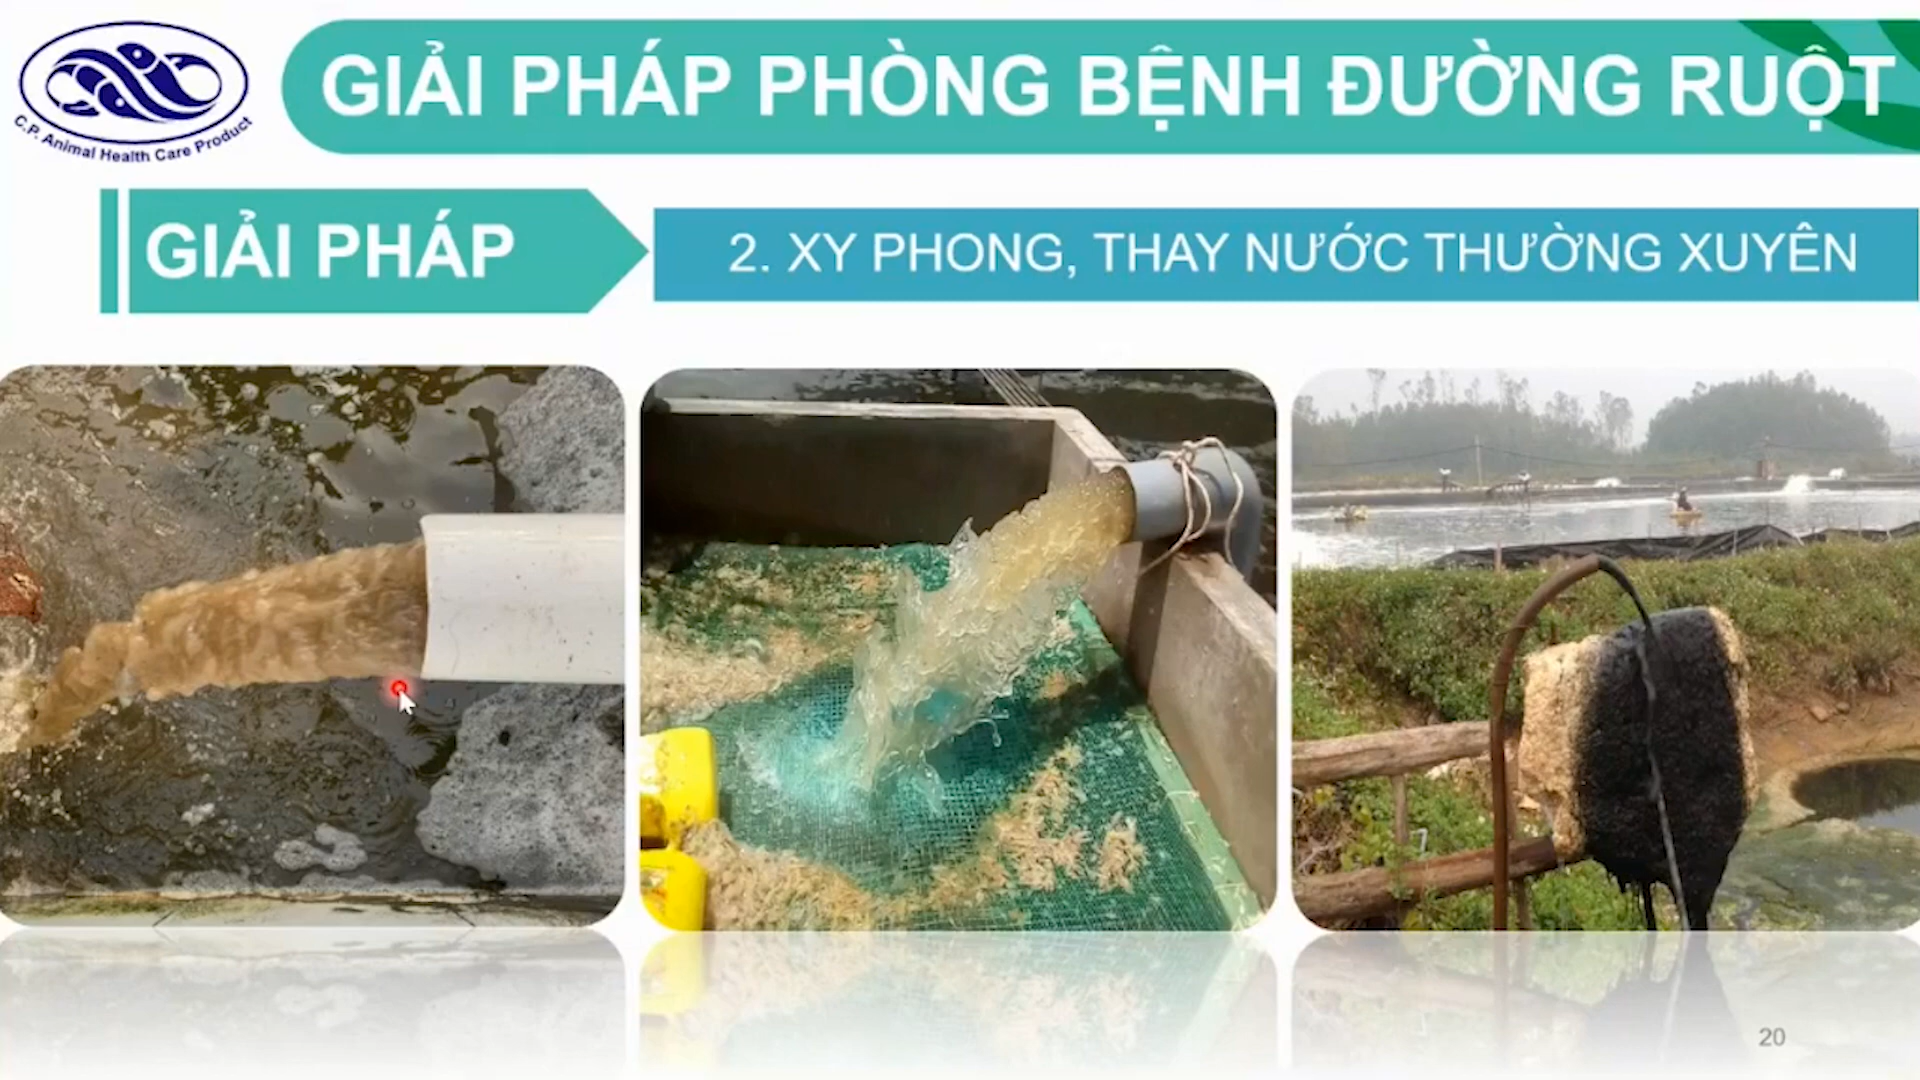 C.P. Animal Health Care Product
GIẢI PHÁP PHÒNG BỆNH ĐƯỜNG RUỘT
GIẢI PHÁP
2. XY PHONG, THAY NƯỚC THƯỜNG XUYÊN
20